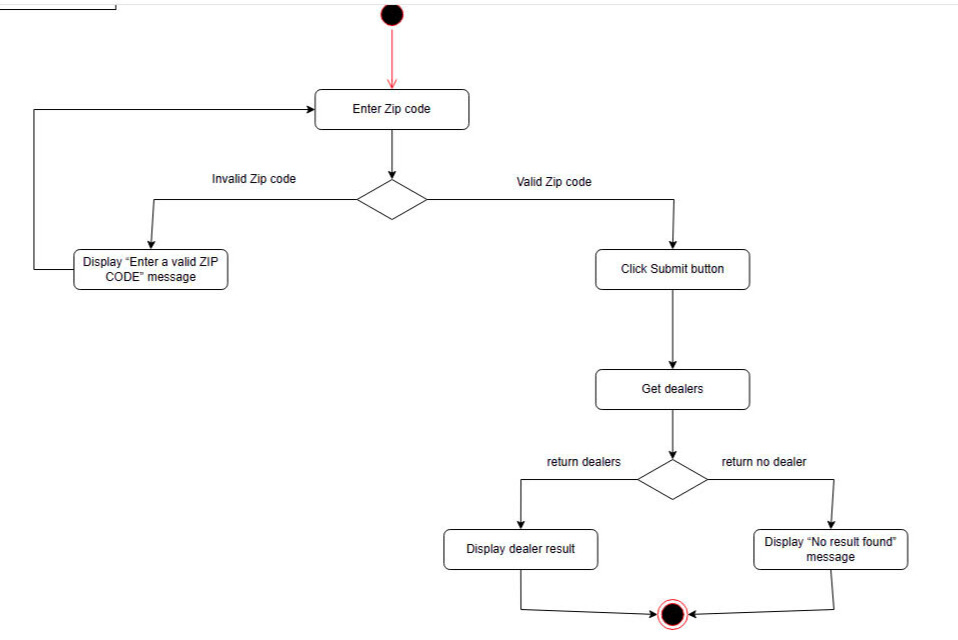 Enter Zip code
Invalid Zip code
Valid Zip code
Display “Enter a valid ZIP
CODE” message
Click Submit button
Get dealers
return dealers
return no dealer
Display dealer result
Display “No result found”
message